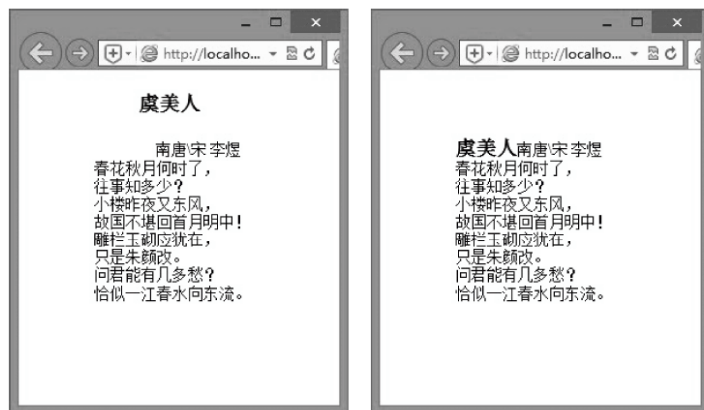 http://localho...
虞美人
南唐\宋 李煜
春花秋月何时了，
往事知多少？
小楼昨夜又东风，
故国不堪回首月明中！
雕栏玉砌应犹在，
只是朱颜改。
问君能有几多愁？
恰似一江春水向东流。
http://localho...
虞美人南唐\宋 李煜
春花秋月何时了，
往事知多少？
小楼昨夜又东风，
故国不堪回首月明中！
雕栏玉砌应犹在，
只是朱颜改。
问君能有几多愁？
恰似一江春水向东流。